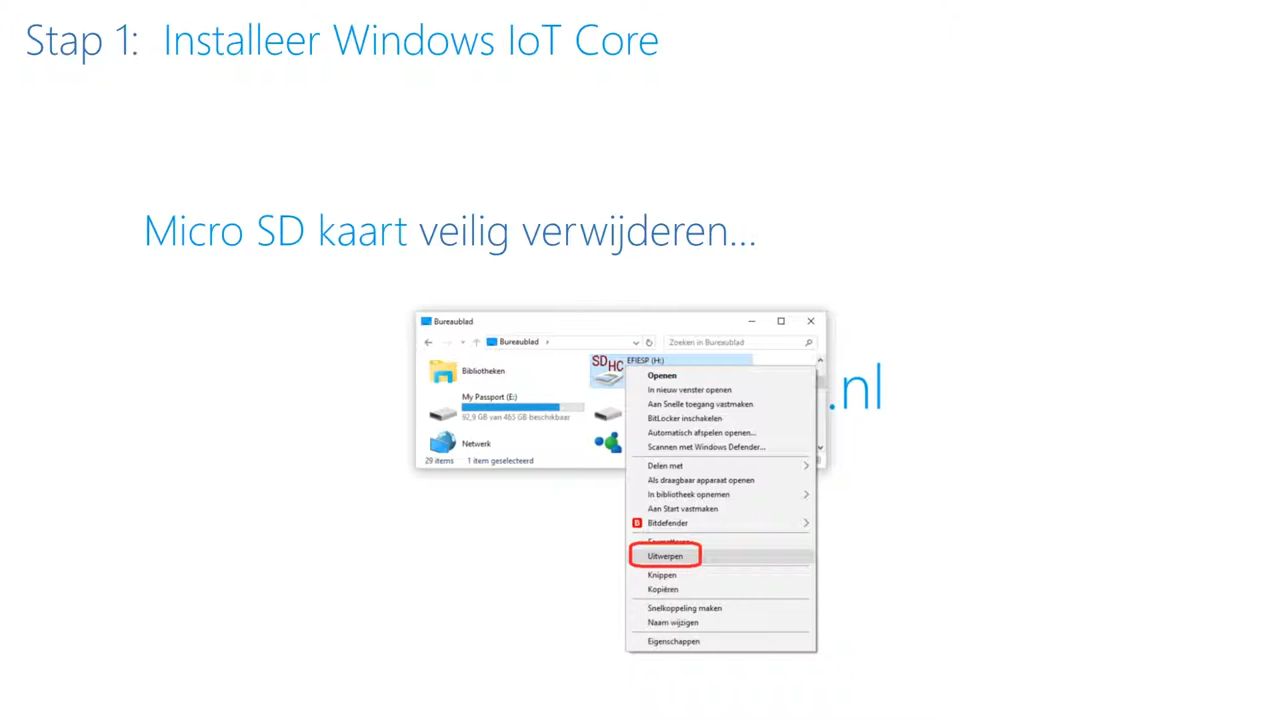 Stap 1: Installeer Windows IoT Core
Micro SD kaart veilig verwijderen...
Bureaublad
Bureaublad
Zoeken in Bureaublad
Bibliotheken
SDHC
EFIESP (H:)
My Passport (E:)
92,9 GB van 465 GB beschikbaar
Netwerk
29 items 1 item geselecteerd
Openen
In nieuw venster openen
Aan Snelle toegang vastmaken
BitLocker inschakelen
Automatisch afspelen openen...
Scannen met Windows Defender...
Delen met
Als draagbaar apparaat openen
In bibliotheek opnemen
Aan Start vastmaken
B Bitdefender
Formatteren...
Uitwerpen
Knippen
Kopiëren
Snelkoppeling maken
Naam wijzigen
Eigenschappen
.nl